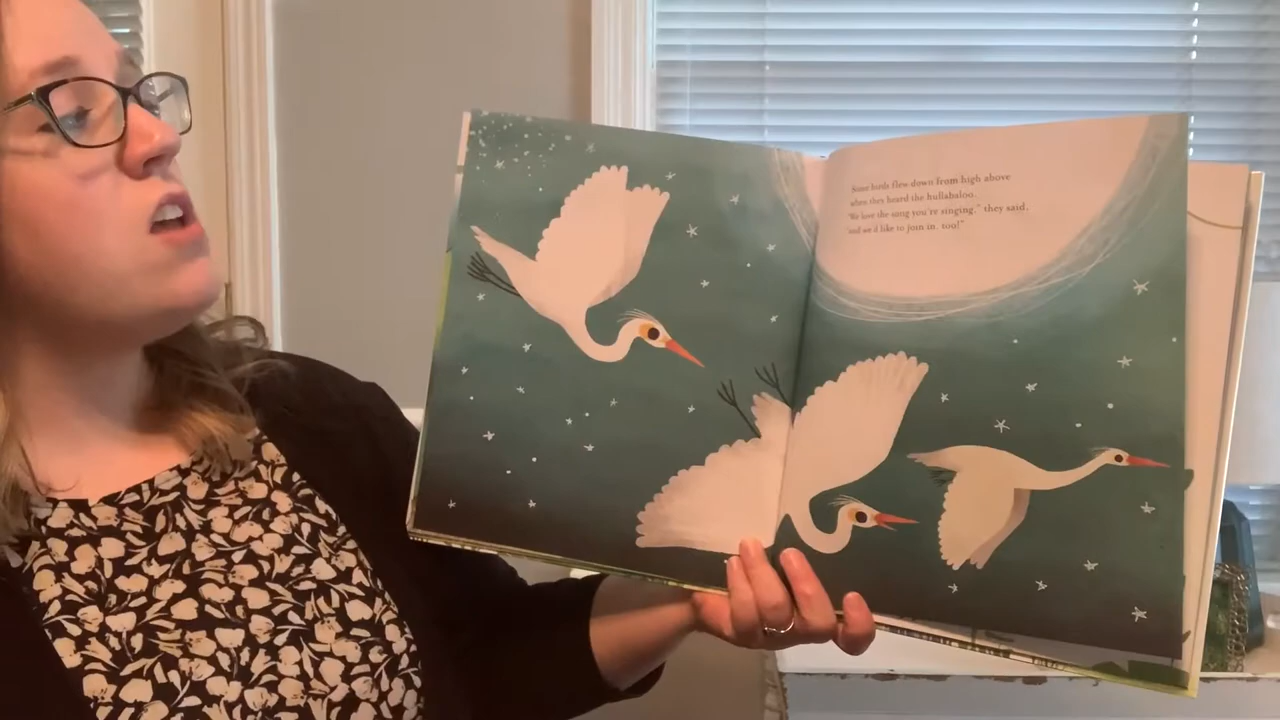 Some birds flew down from high above
when they heard the hullabaloo.
"We love the song you're singing," they said,
"and we'd like to join in, too!"